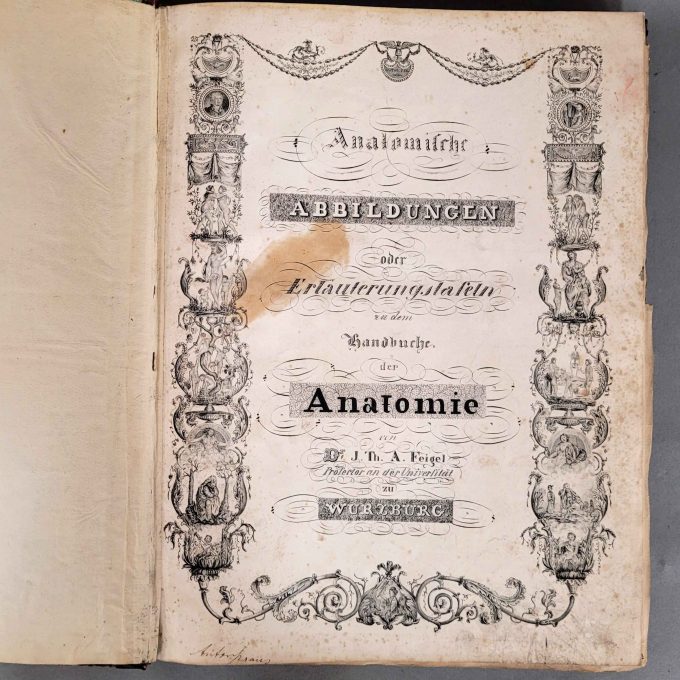 Anatomiſche
ABBILDUNGEN
oder
Erläuterungstafeln
zu dem
Handbuche
der
Anatomie
von
Dr. J. Th. A. Feigel
Proſector an der Univerſität
zu
WÜRZBURG